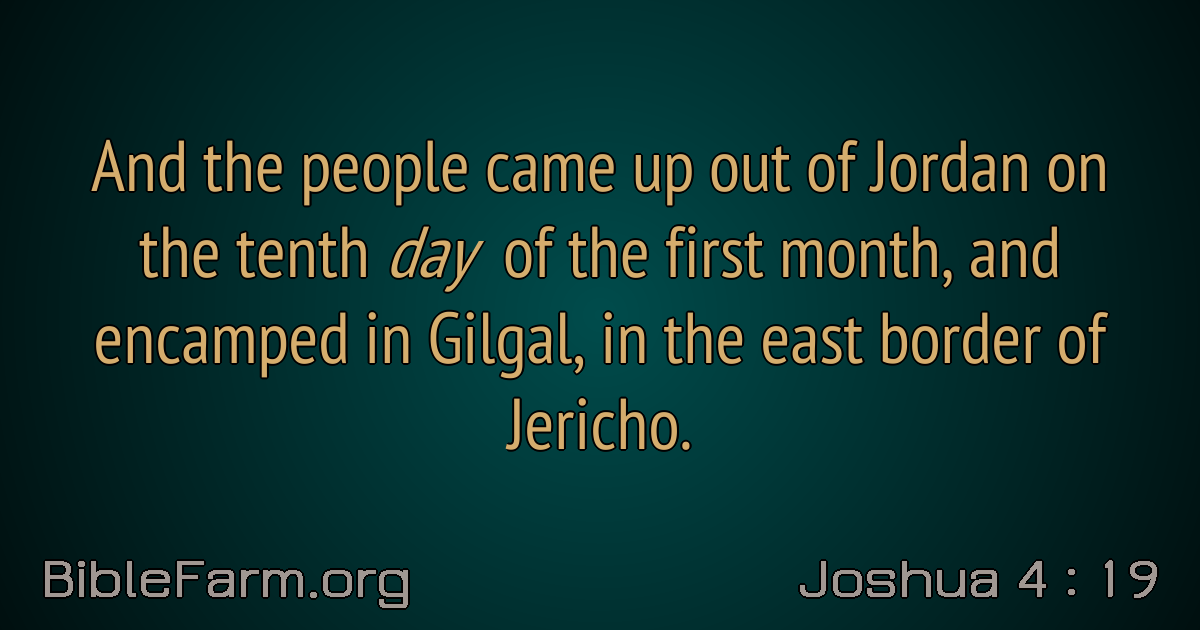 And the people came up out of Jordan on
the tenth day of the first month, and
encamped in Gilgal, in the east border of
Jericho.
BibleFarm.org
Joshua 4 : 19